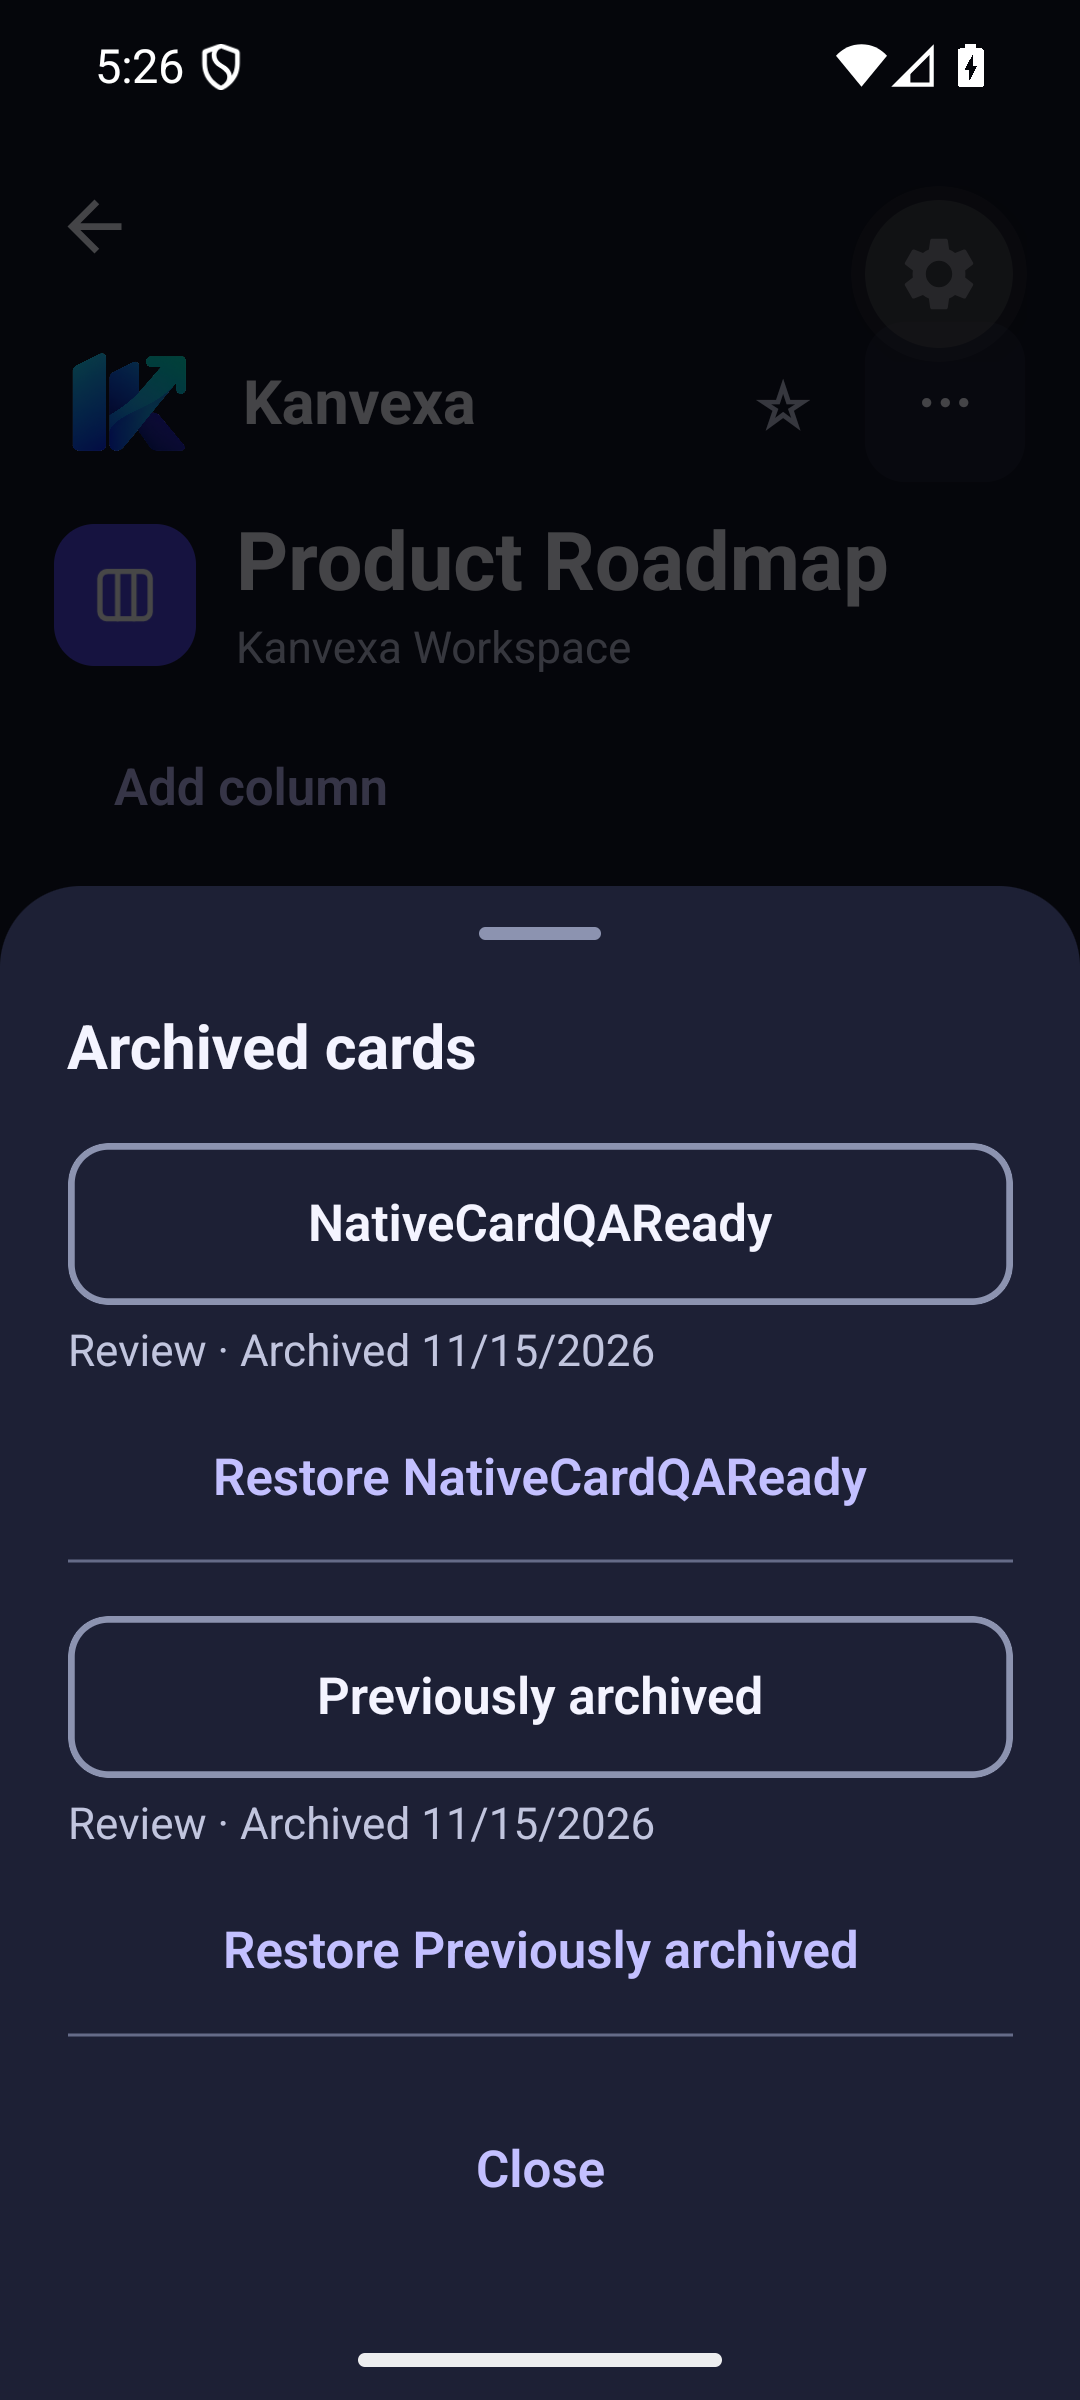 5:26
Kanvexa
Product Roadmap
Kanvexa Workspace
Add column
Archived cards
NativeCardQAReady
Review · Archived 11/15/2026
Restore NativeCardQAReady
Previously archived
Review · Archived 11/15/2026
Restore Previously archived
Close